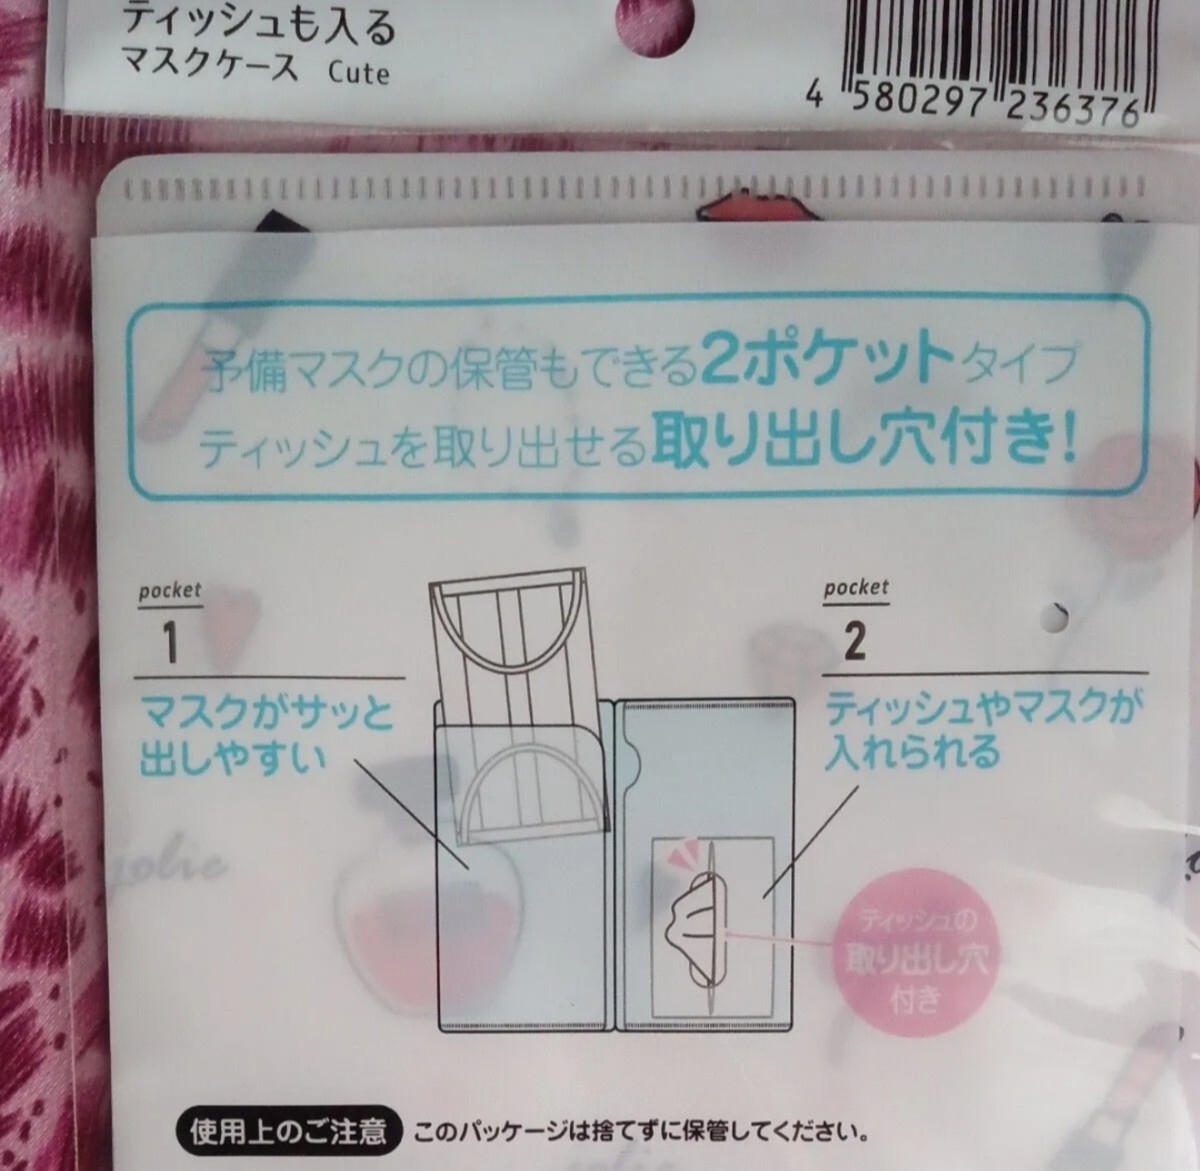 ティッシュも入る
マスクケース Cute
4 580297 236376
予備マスクの保管もできる2ポケットタイプ
ティッシュを取り出せる取り出し穴付き!
pocket
1
マスクがサッと
出しやすい
pocket
2
ティッシュやマスクが
入れられる
ティッシュの
取り出し穴
付き
jolie
使用上のご注意 このパッケージは捨てずに保管してください。
jolie